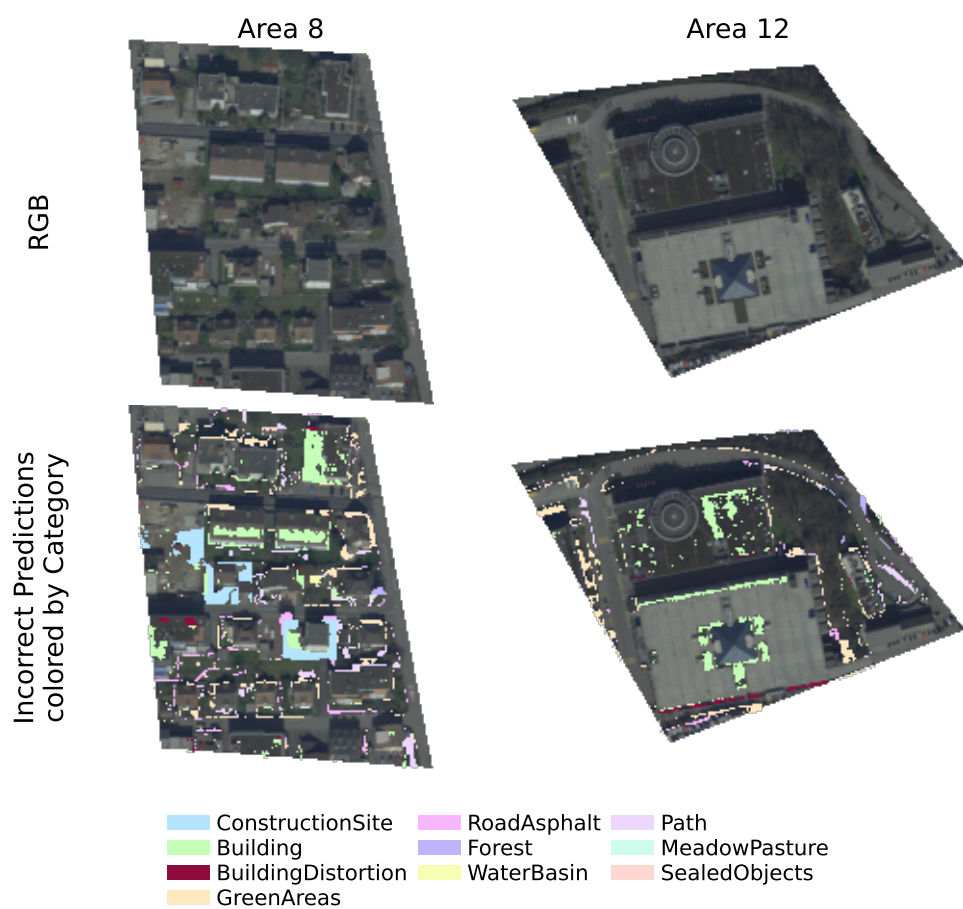 Area 8
Area 12
RGB
Incorrect Predictions
colored by Category
ConstructionSite
Building
BuildingDistortion
GreenAreas
RoadAsphalt
Forest
WaterBasin
Path
MeadowPasture
SealedObjects